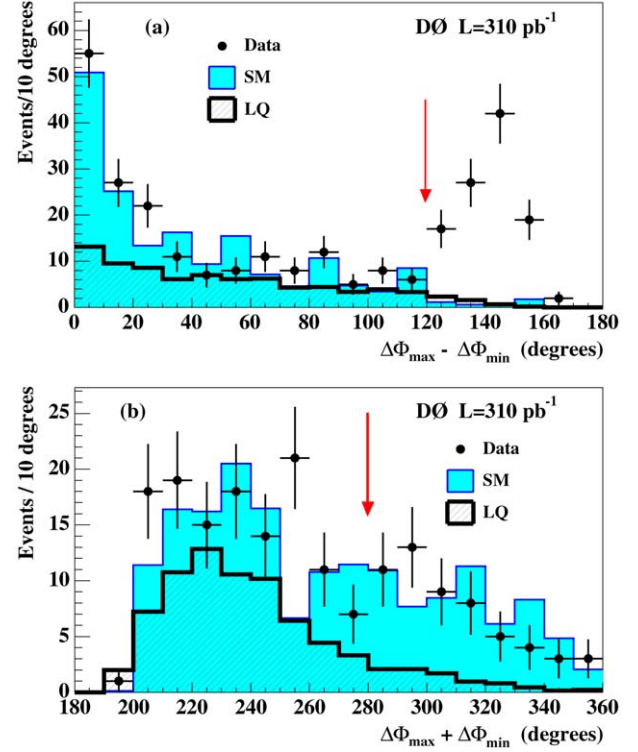 (a)
DØ L=310 pb⁻¹
Data
SM
LQ
Events/10 degrees
60
50
40
30
20
10
0
0 20 40 60 80 100 120 140 160 180
ΔΦmax - ΔΦmin (degrees)
(b)
DØ L=310 pb⁻¹
Data
SM
LQ
Events/ 10 degrees
25
20
15
10
5
0
180 200 220 240 260 280 300 320 340 360
ΔΦmax + ΔΦmin (degrees)